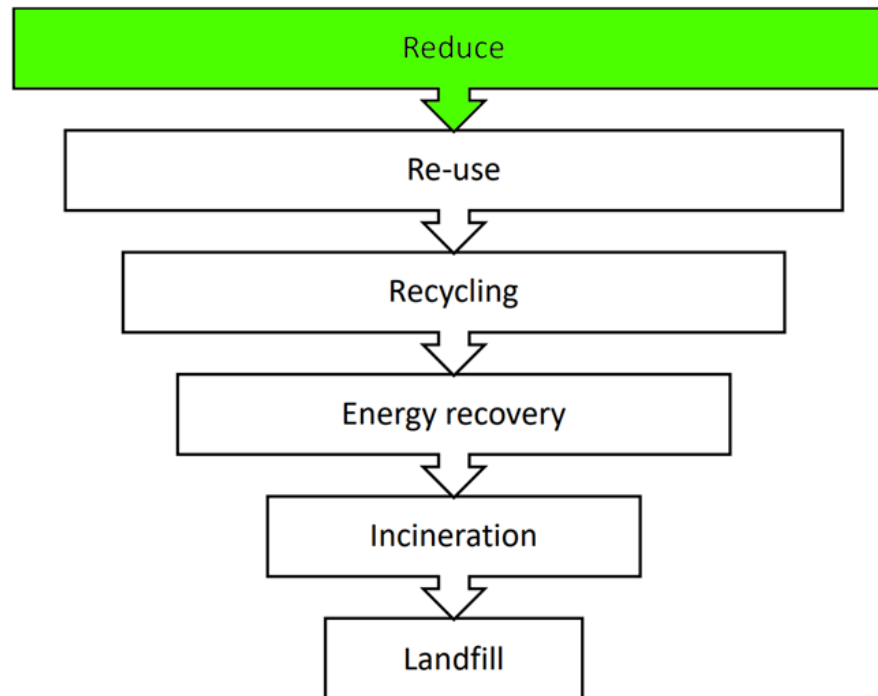 Reduce
Re-use
Recycling
Energy recovery
Incineration
Landfill